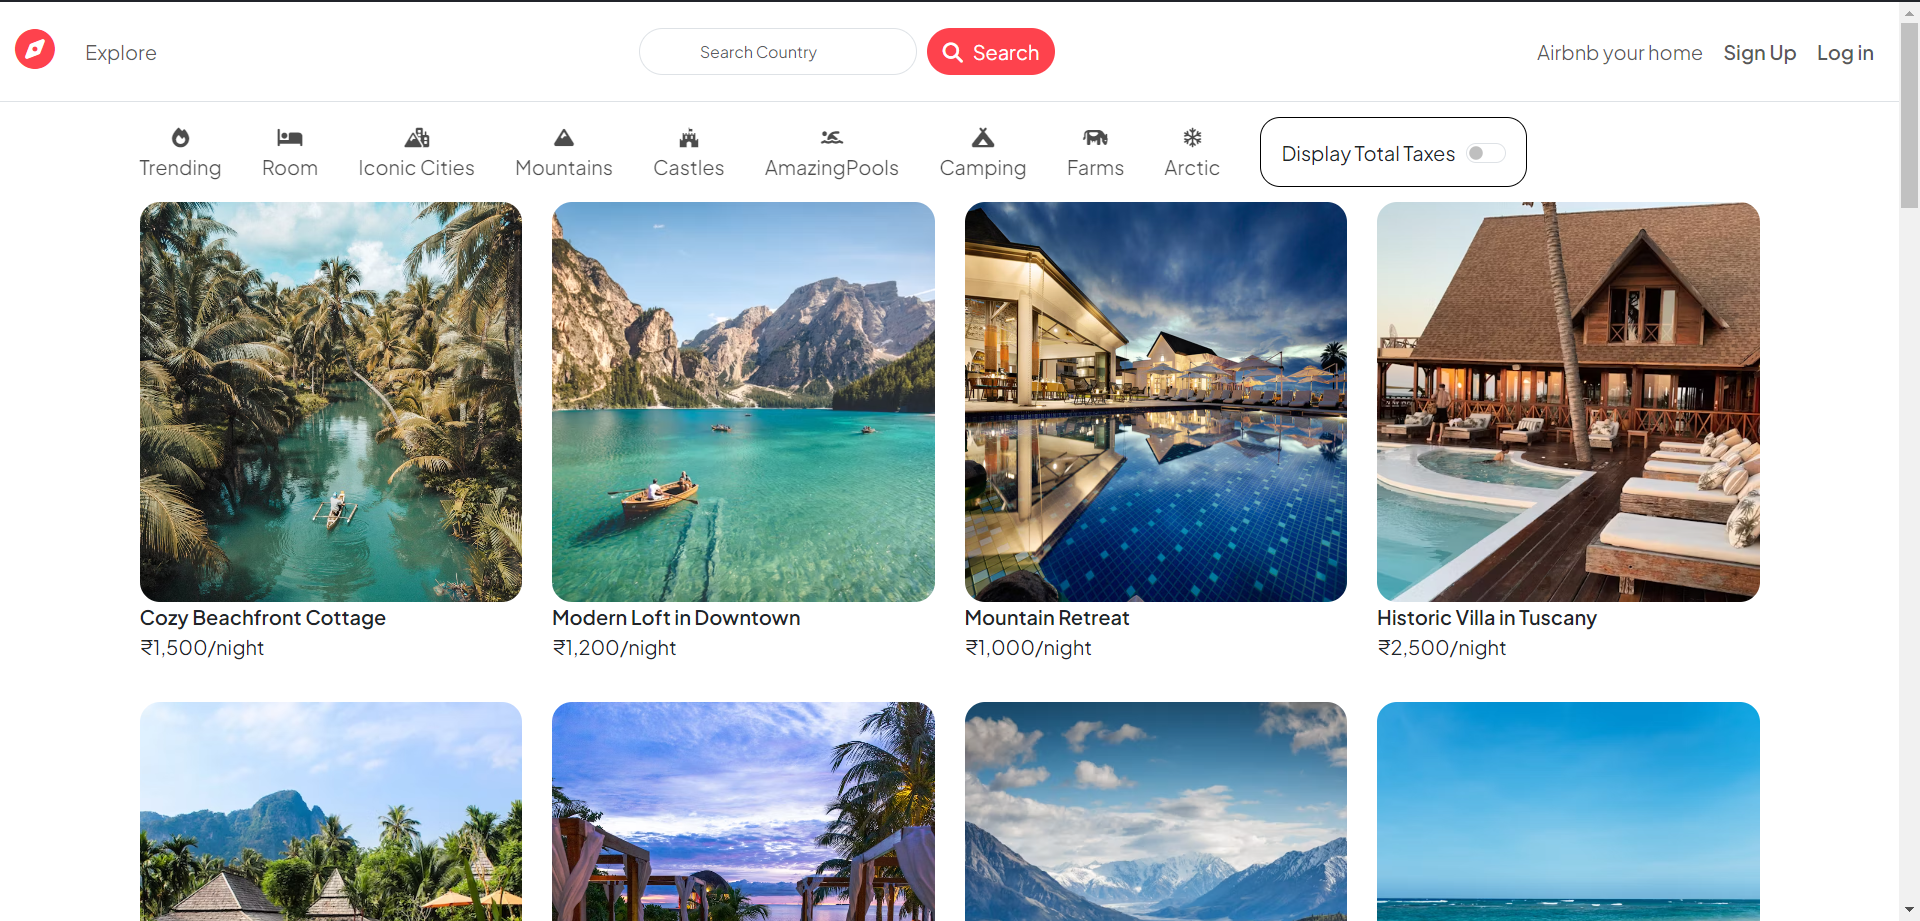 Explore
Search Country
Search
Airbnb your home
Sign Up
Log in
Trending
Room
Iconic Cities
Mountains
Castles
AmazingPools
Camping
Farms
Arctic
Display Total Taxes
Cozy Beachfront Cottage
₹1,500/night
Modern Loft in Downtown
₹1,200/night
Mountain Retreat
₹1,000/night
Historic Villa in Tuscany
₹2,500/night